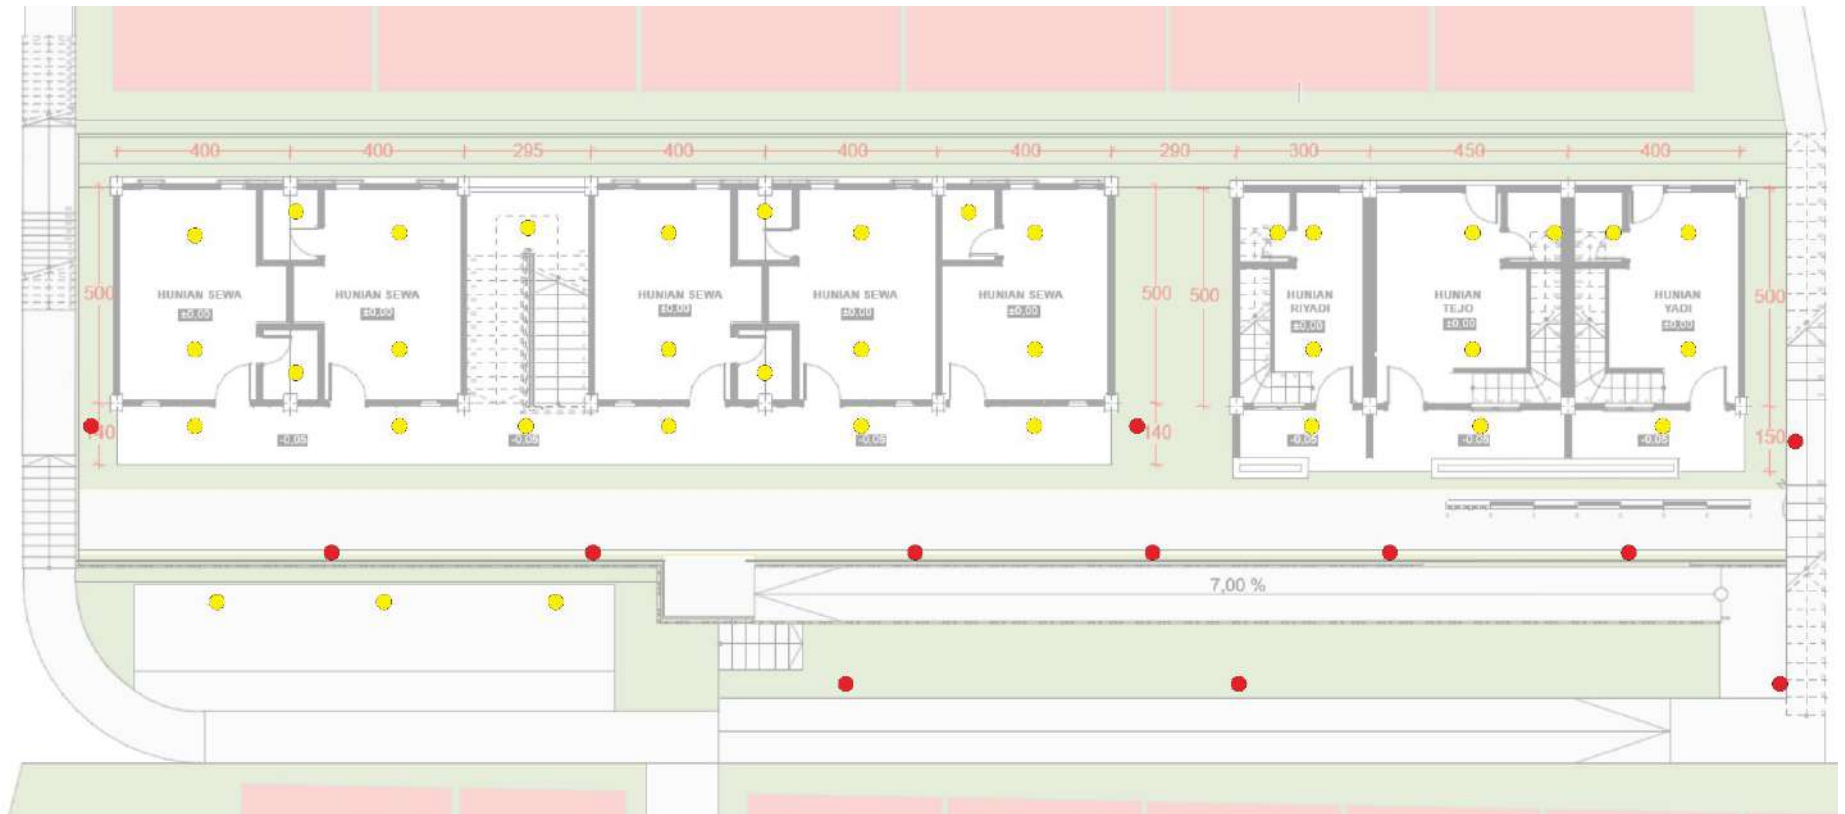 400 400 295 400 400 400 290 300 450 400
500 500 500 500
HUNIAN SEWA HUNIAN SEWA HUNIAN SEWA HUNIAN SEWA HUNIAN SEWA HUNIAN HUNIAN HUNIAN
RIYADI TEJO YADI
±0,00 ±0,00 ±0,00 ±0,00 ±0,00 ±0,00 ±0,00 ±0,00
140 140 150
-0.05 -0.05 -0.05 -0.05 -0.05 -0.05
7,00 %